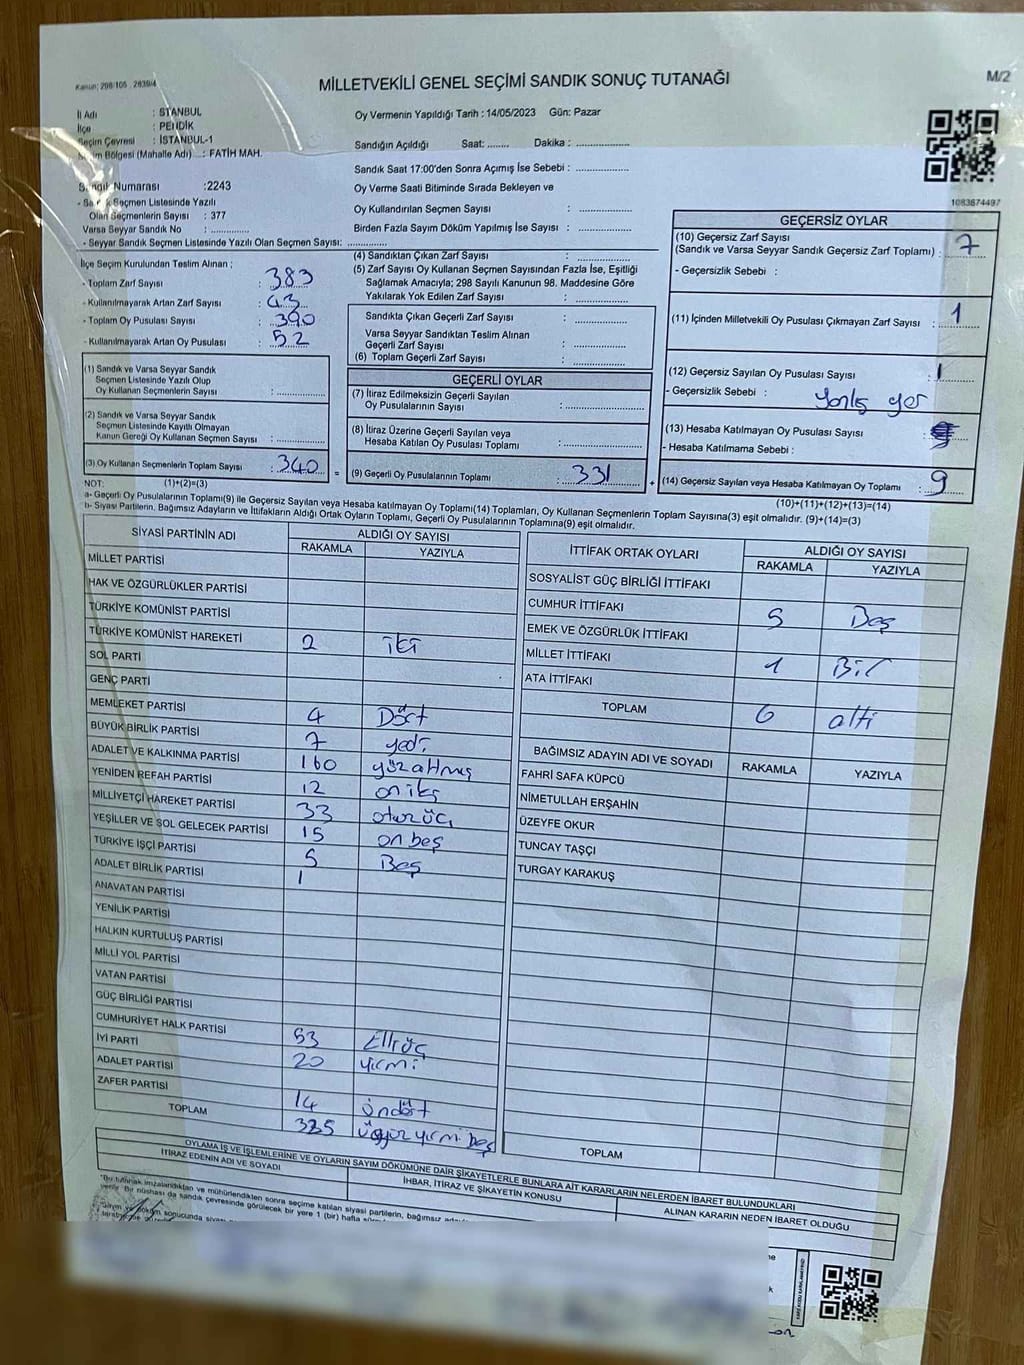 Kanun: 298/105 , 2839/4
MİLLETVEKİLİ GENEL SEÇİMİ SANDIK SONUÇ TUTANAĞI
M/2
İl Adı : İSTANBUL
İlçe : PENDİK
Seçim Çevresi : İSTANBUL-1
Seçim Bölgesi (Mahalle Adı) ...: FATİH MAH.
Oy Vermenin Yapıldığı Tarih : 14/05/2023 Gün: Pazar
Sandığın Açıldığı Saat: ........ Dakika : ....................
Sandık Saat 17:00'den Sonra Açımış İse Sebebi : ....................
Oy Verme Saati Bitiminde Sırada Bekleyen ve
Oy Kullandırılan Seçmen Sayısı : ....................
Birden Fazla Sayım Döküm Yapılmış İse Sayısı : ....................
1083674497
Sandık Numarası :2243
- Sandık Seçmen Listesinde Yazılı
Olan Seçmenlerin Sayısı : 377
Varsa Seyyar Sandık No : ..............
- Seyyar Sandık Seçmen Listesinde Yazılı Olan Seçmen Sayısı: ..............
İlçe Seçim Kurulundan Teslim Alınan ;
- Toplam Zarf Sayısı : 383
- Kullanılmayarak Artan Zarf Sayısı : 43
- Toplam Oy Pusulası Sayısı : 390
- Kullanılmayarak Artan Oy Pusulası : 52
(1) Sandık ve Varsa Seyyar Sandık
Seçmen Listesinde Yazılı Olup
Oy Kullanan Seçmenlerin Sayısı : ..............
(2) Sandık ve Varsa Seyyar Sandık
Seçmen Listesinde Kayıtlı Olmayan
Kanun Gereği Oy Kullanan Seçmen Sayısı : ..............
(3) Oy Kullanan Seçmenlerin Toplam Sayısı : 340 =
(4) Sandıktan Çıkan Zarf Sayısı : ..............
(5) Zarf Sayısı Oy Kullanan Seçmen Sayısından Fazla İse, Eşitliği
Sağlamak Amacıyla; 298 Sayılı Kanunun 98. Maddesine Göre
Yakılarak Yok Edilen Zarf Sayısı : ..............
Sandıkta Çıkan Geçerli Zarf Sayısı : ..............
Varsa Seyyar Sandıktan Teslim Alınan
Geçerli Zarf Sayısı : ..............
(6) Toplam Geçerli Zarf Sayısı : ..............
GEÇERLİ OYLAR
(7) İtiraz Edilmeksizin Geçerli Sayılan
Oy Pusulalarının Sayısı : ..............
(8) İtiraz Üzerine Geçerli Sayılan veya
Hesaba Katılan Oy Pusulası Toplamı : ..............
(9) Geçerli Oy Pusulalarının Toplamı : 331 +
GEÇERSİZ OYLAR
(10) Geçersiz Zarf Sayısı
(Sandık ve Varsa Seyyar Sandık Geçersiz Zarf Toplamı) : 7
- Geçersizlik Sebebi :
(11) İçinden Milletvekili Oy Pusulası Çıkmayan Zarf Sayısı : 1
(12) Geçersiz Sayılan Oy Pusulası Sayısı : 1
- Geçersizlik Sebebi : Yanlış yer
(13) Hesaba Katılmayan Oy Pusulası Sayısı :
- Hesaba Katılmama Sebebi :
(14) Geçersiz Sayılan veya Hesaba Katılmayan Oy Toplamı : 9
NOT: (1)+(2)=(3)
(10)+(11)+(12)+(13)=(14)
a- Geçerli Oy Pusulalarının Toplamı(9) ile Geçersiz Sayılan veya Hesaba Katılmayan Oy Toplamı(14) Toplamları, Oy Kullanan Seçmenlerin Toplam Sayısına(3) eşit olmalıdır. (9)+(14)=(3)
b- Siyasi Partilerin, Bağımsız Adayların ve İttifakların Aldığı Ortak Oyların Toplamı, Geçerli Oy Pusulalarının Toplamına(9) eşit olmalıdır.
SİYASİ PARTİNİN ADI ALDIĞI OY SAYISI
RAKAMLA YAZIYLA
MİLLET PARTİSİ
HAK VE ÖZGÜRLÜKLER PARTİSİ
TÜRKİYE KOMÜNİST PARTİSİ
TÜRKİYE KOMÜNİST HAREKETİ 2 iki
SOL PARTİ
GENÇ PARTİ
MEMLEKET PARTİSİ 4 Dört
BÜYÜK BİRLİK PARTİSİ 7 yedi
ADALET VE KALKINMA PARTİSİ 160 yüzaltmış
YENİDEN REFAH PARTİSİ 12 oniki
MİLLİYETÇİ HAREKET PARTİSİ 33 otuzüç
YEŞİLLER VE SOL GELECEK PARTİSİ 15 onbeş
TÜRKİYE İŞÇİ PARTİSİ 5 Beş
ADALET BİRLİK PARTİSİ 1
ANAVATAN PARTİSİ
YENİLİK PARTİSİ
HALKIN KURTULUŞ PARTİSİ
MİLLİ YOL PARTİSİ
VATAN PARTİSİ
GÜÇ BİRLİĞİ PARTİSİ
CUMHURİYET HALK PARTİSİ 53 Elliüç
İYİ PARTİ 20 yirmi
ADALET PARTİSİ
ZAFER PARTİSİ 14 Ondört
TOPLAM 325 üçyüzyirmibeş
İTTİFAK ORTAK OYLARI ALDIĞI OY SAYISI
RAKAMLA YAZIYLA
SOSYALİST GÜÇ BİRLİĞİ İTTİFAKI
CUMHUR İTTİFAKI 5 Beş
EMEK VE ÖZGÜRLÜK İTTİFAKI
MİLLET İTTİFAKI 1 Bir
ATA İTTİFAKI
TOPLAM 6 altı
BAĞIMSIZ ADAYIN ADI VE SOYADI RAKAMLA YAZIYLA
FAHRİ SAFA KÜPCÜ
NİMETULLAH ERŞAHİN
ÜZEYFE OKUR
TUNCAY TAŞÇI
TURGAY KARAKUŞ
TOPLAM
OYLAMA İŞ VE İŞLEMLERİNE VE OYLARIN SAYIM DÖKÜMÜNE DAİR ŞİKAYETLERLE BUNLARA AİT KARARLARIN NELERDEN İBARET BULUNDUKLARI
İTİRAZ EDENİN ADI VE SOYADI
İHBAR, İTİRAZ VE ŞİKAYETİN KONUSU
ALINAN KARARIN NEDEN İBARET OLDUĞU
*Bu tutanak imzalandıktan ve mühürlendikten sonra seçime katılan siyasi partilerin, bağımsız
verilir. Bir nüshası da sandık çevresinde görülecek bir yere 1 (bir) hafta